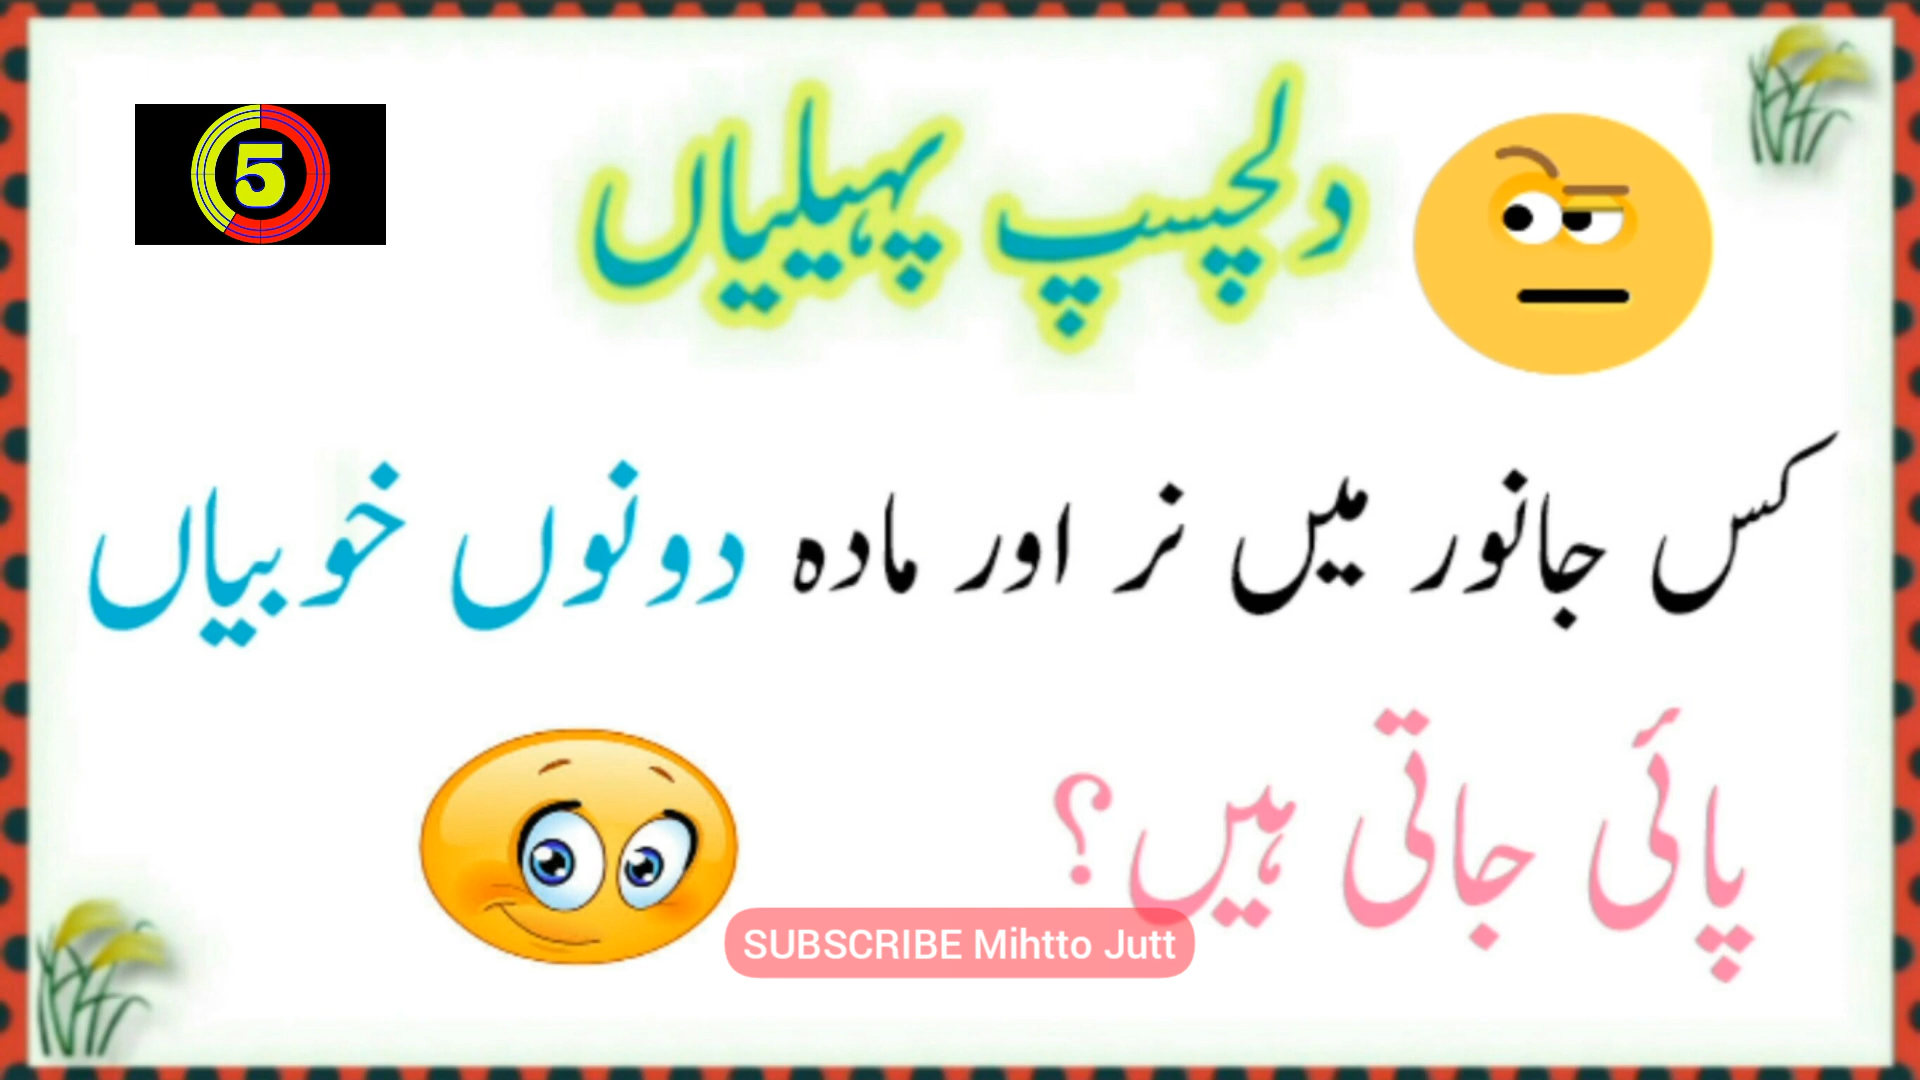 دلچسپ پہیلیاں
5
کس جانور میں نر اور مادہ دونوں خوبیاں
پائی جاتی ہیں؟
SUBSCRIBE Mihtto Jutt